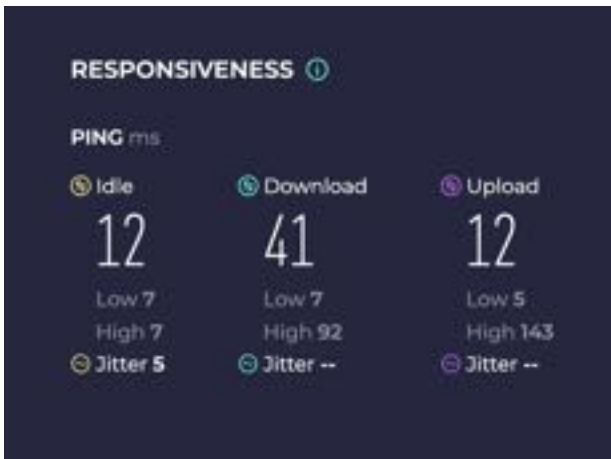 RESPONSIVENESS
PING ms
Idle Download Upload
12 41 12
Low 7 Low 7 Low 5
High 7 High 92 High 143
Jitter 5 Jitter -- Jitter --